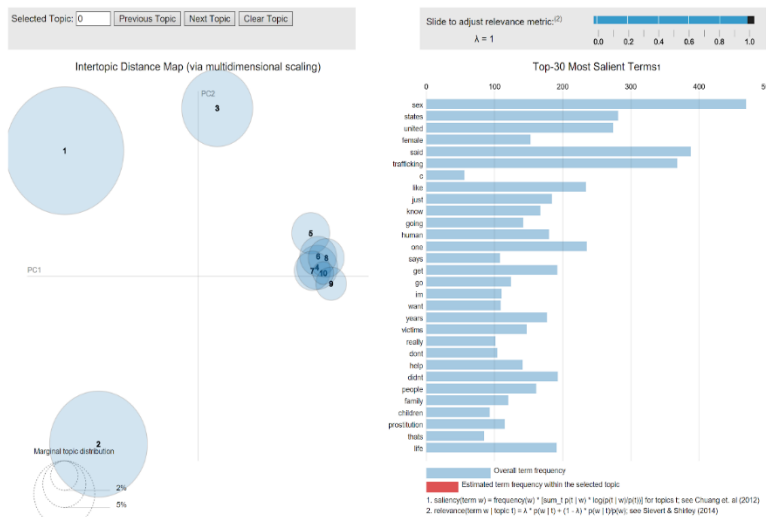 Selected Topic: 0 Previous Topic Next Topic Clear Topic
Slide to adjust relevance metric:(2)
λ = 1
0.0 0.2 0.4 0.6 0.8 1.0
Intertopic Distance Map (via multidimensional scaling)
PC2
PC1
1
3
5
6
8
7
4
10
9
2
Marginal topic distribution
2%
5%
Top-30 Most Salient Terms1
0 100 200 300 400
sex
states
united
female
said
trafficking
c
like
just
know
going
human
one
says
get
go
im
want
years
victims
really
dont
help
didnt
people
family
children
prostitution
thats
life
Overall term frequency
Estimated term frequency within the selected topic
1. saliency(term w) = frequency(w) * [sum_t p(t | w) * log(p(t | w)/p(t))] for topics t; see Chuang et. al (2012)
2. relevance(term w | topic t) = λ * p(w | t) + (1 - λ) * p(w | t)/p(w); see Sievert & Shirley (2014)